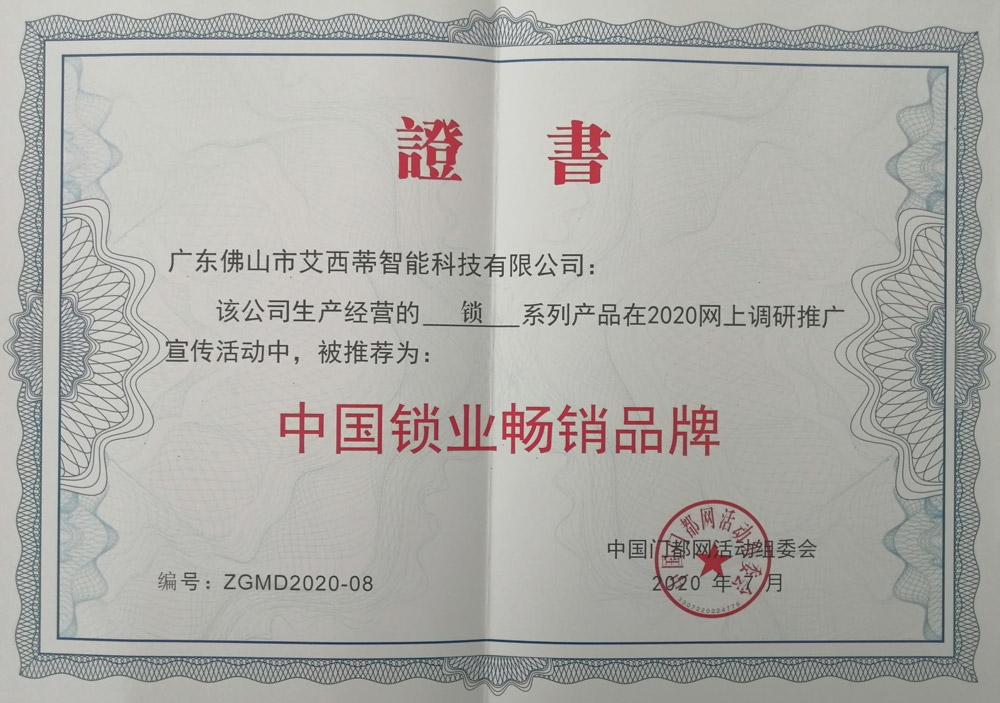 證 書
广东佛山市艾西蒂智能科技有限公司：
该公司生产经营的 锁 系列产品在2020网上调研推广
宣传活动中，被推荐为：
中国锁业畅销品牌
中国门都网活动组委会
编号：ZGMD2020-08
2020 年 7 月